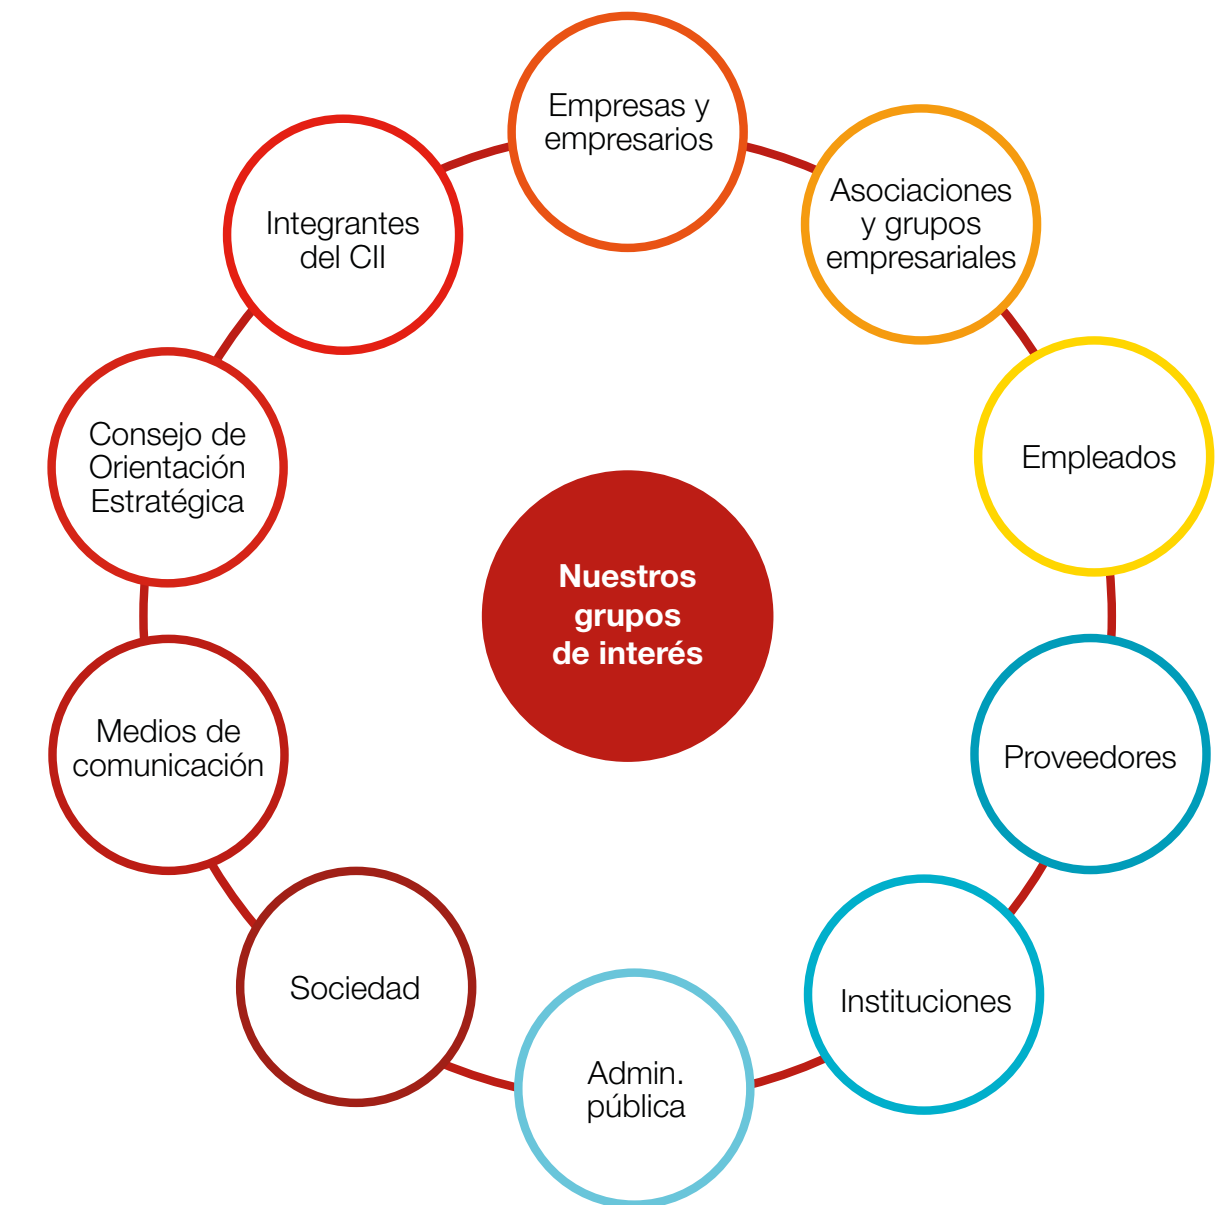 Empresas y
empresarios
Asociaciones
y grupos
empresariales
Empleados
Proveedores
Instituciones
Admin.
pública
Sociedad
Medios de
comunicación
Consejo de
Orientación
Estratégica
Integrantes
del CII
Nuestros
grupos
de interés